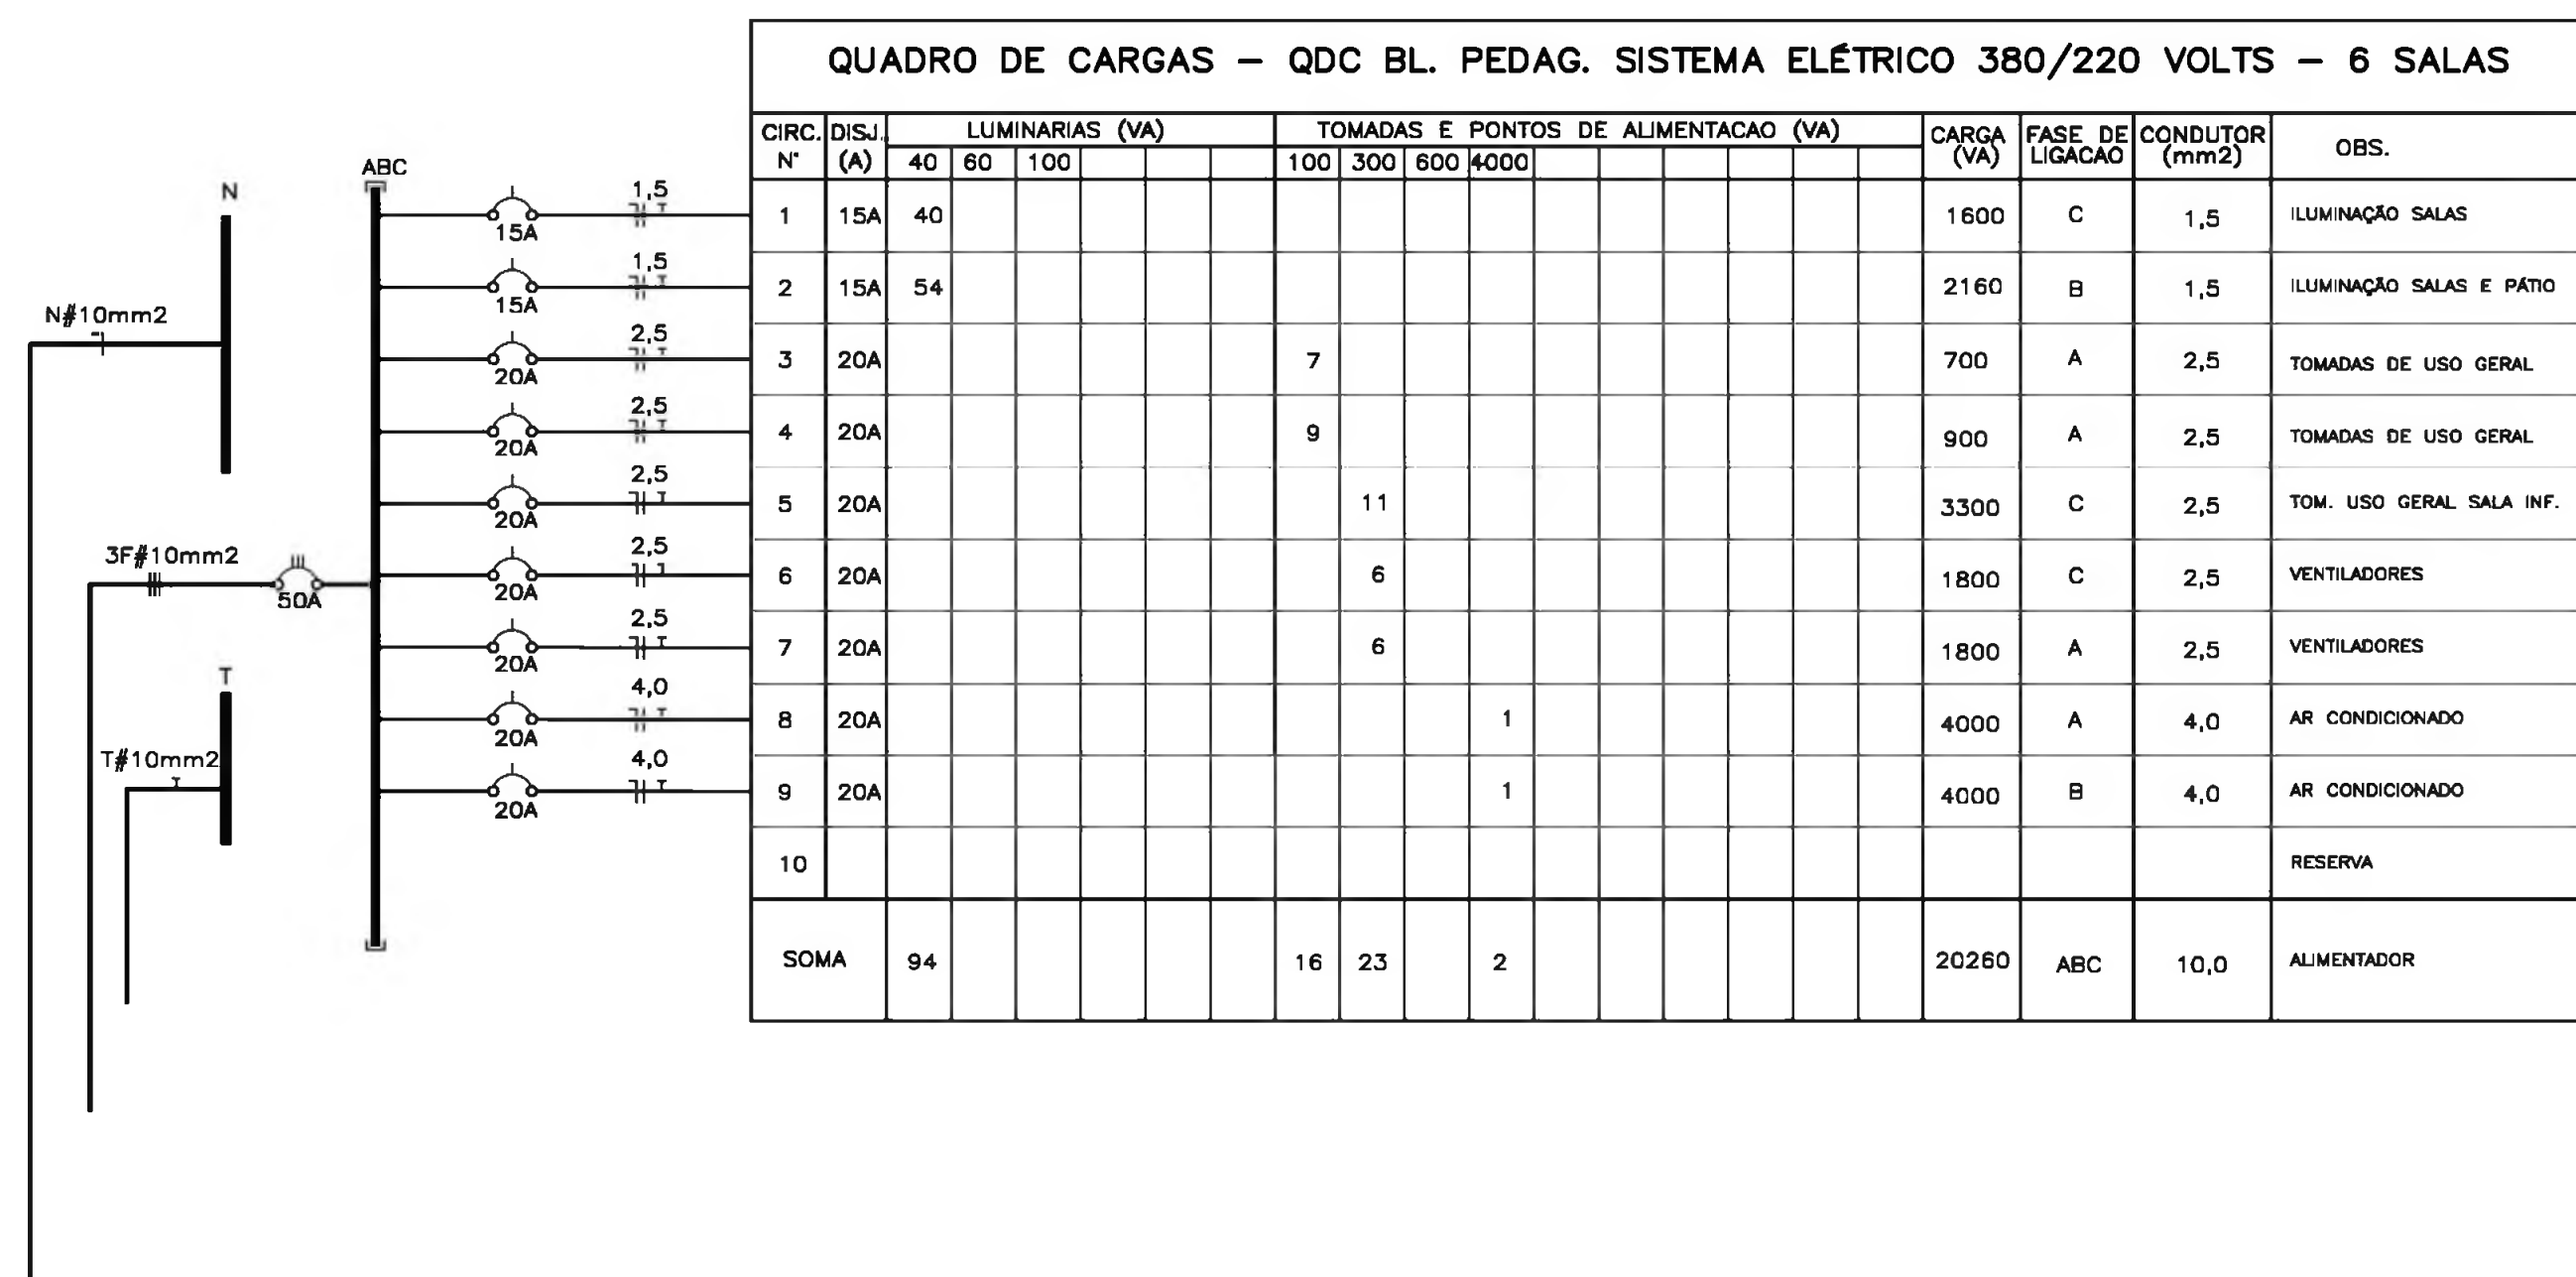 QUADRO DE CARGAS – QDC BL. PEDAG. SISTEMA ELÉTRICO 380/220 VOLTS – 6 SALAS
CIRC. N° DISJ. (A) LUMINARIAS (VA) TOMADAS E PONTOS DE ALIMENTACAO (VA) CARGA (VA) FASE DE LIGACAO CONDUTOR (mm2) OBS.
40 60 100 100 300 600 4000
1 15A 40 1600 C 1,5 ILUMINAÇÃO SALAS
2 15A 54 2160 B 1,5 ILUMINAÇÃO SALAS E PÁTIO
3 20A 7 700 A 2,5 TOMADAS DE USO GERAL
4 20A 9 900 A 2,5 TOMADAS DE USO GERAL
5 20A 11 3300 C 2,5 TOM. USO GERAL SALA INF.
6 20A 6 1800 C 2,5 VENTILADORES
7 20A 6 1800 A 2,5 VENTILADORES
8 20A 1 4000 A 4,0 AR CONDICIONADO
9 20A 1 4000 B 4,0 AR CONDICIONADO
10 RESERVA
SOMA 94 16 23 2 20260 ABC 10,0 ALIMENTADOR
N
N#10mm2
3F#10mm2
50A
T
T#10mm2
ABC
1,5
15A
1,5
15A
2,5
20A
2,5
20A
2,5
20A
2,5
20A
2,5
20A
4,0
20A
4,0
20A